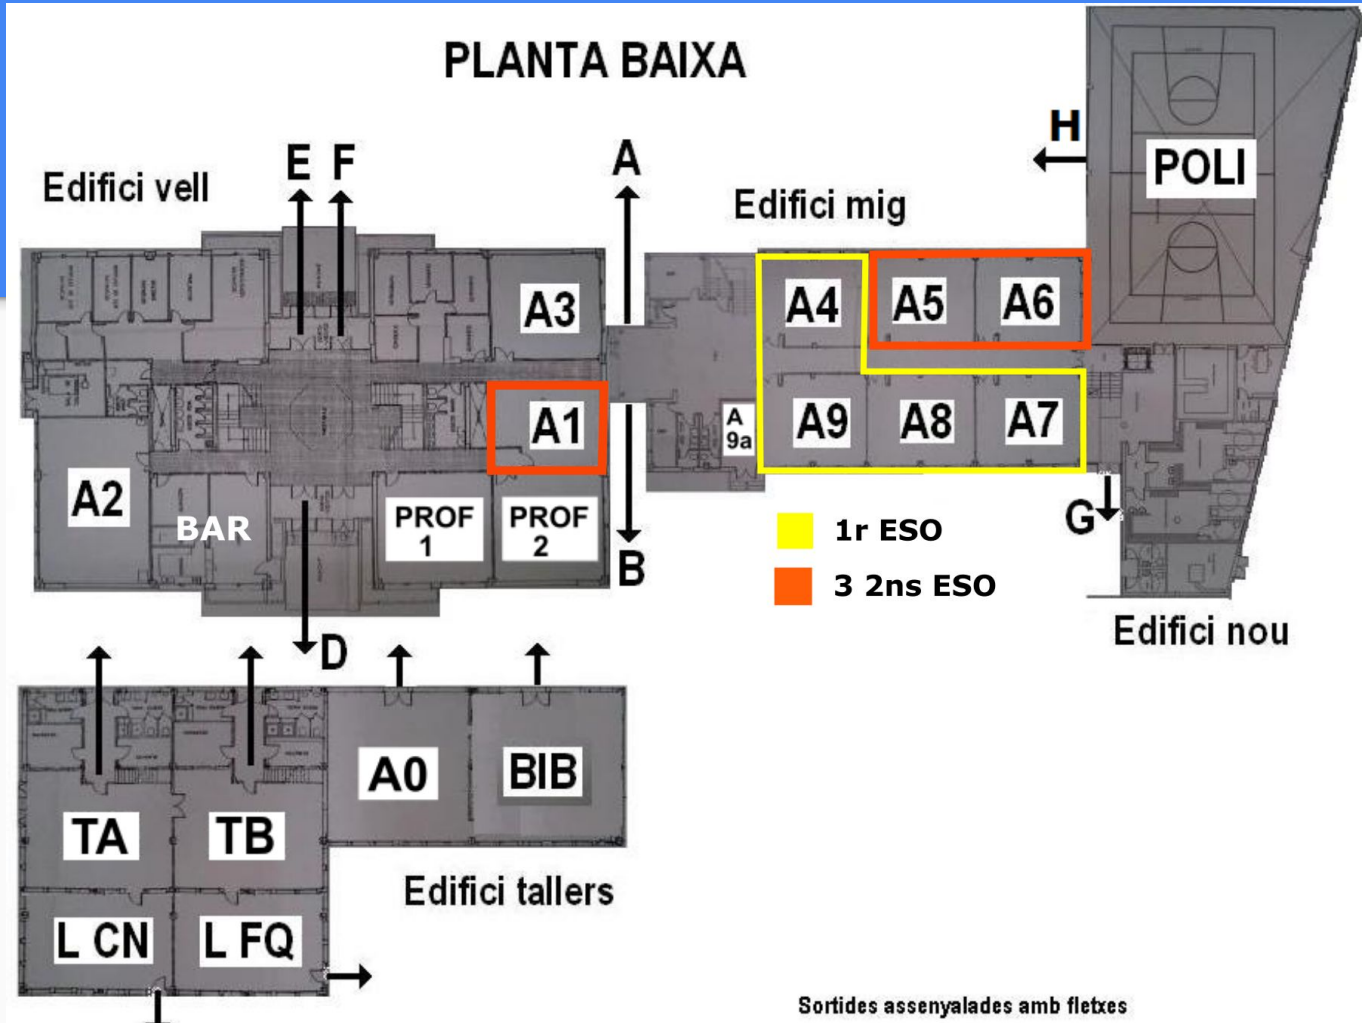 PLANTA BAIXA
H
E F
A
POLI
Edifici vell
Edifici mig
A3
A4
A5
A6
A1
A
9a
A9
A8
A7
A2
BAR
PROF
1
PROF
2
B
G
1r ESO
3 2ns ESO
Edifici nou
D
A0
BIB
TA
TB
Edifici tallers
L CN
L FQ
Sortides assenyalades amb fletxes